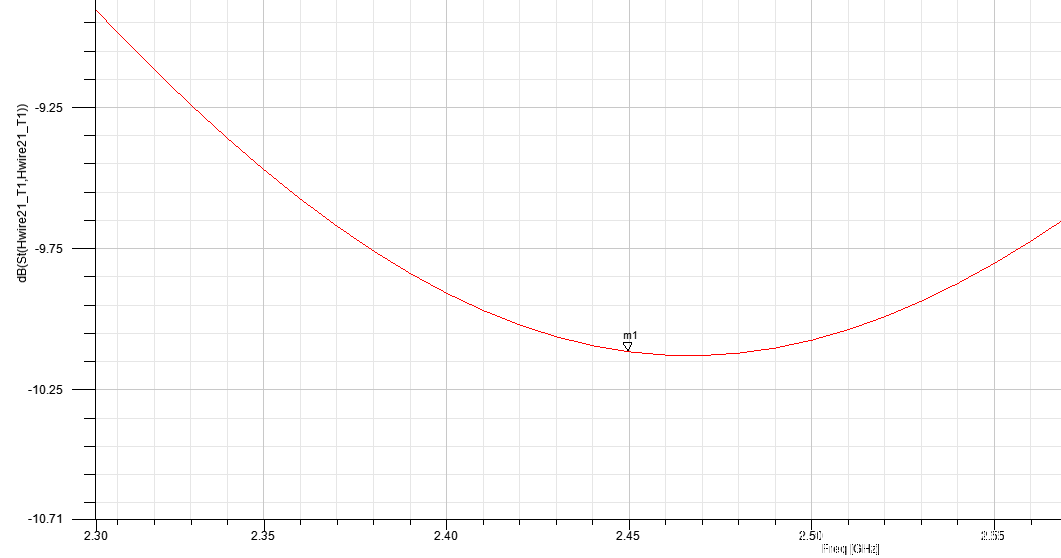 dB(St(Hwire21_T1,Hwire21_T1))
-9.25
-9.75
-10.25
-10.71
m1
2.30 2.35 2.40 2.45 2.50 2.55
Freq [GHz]